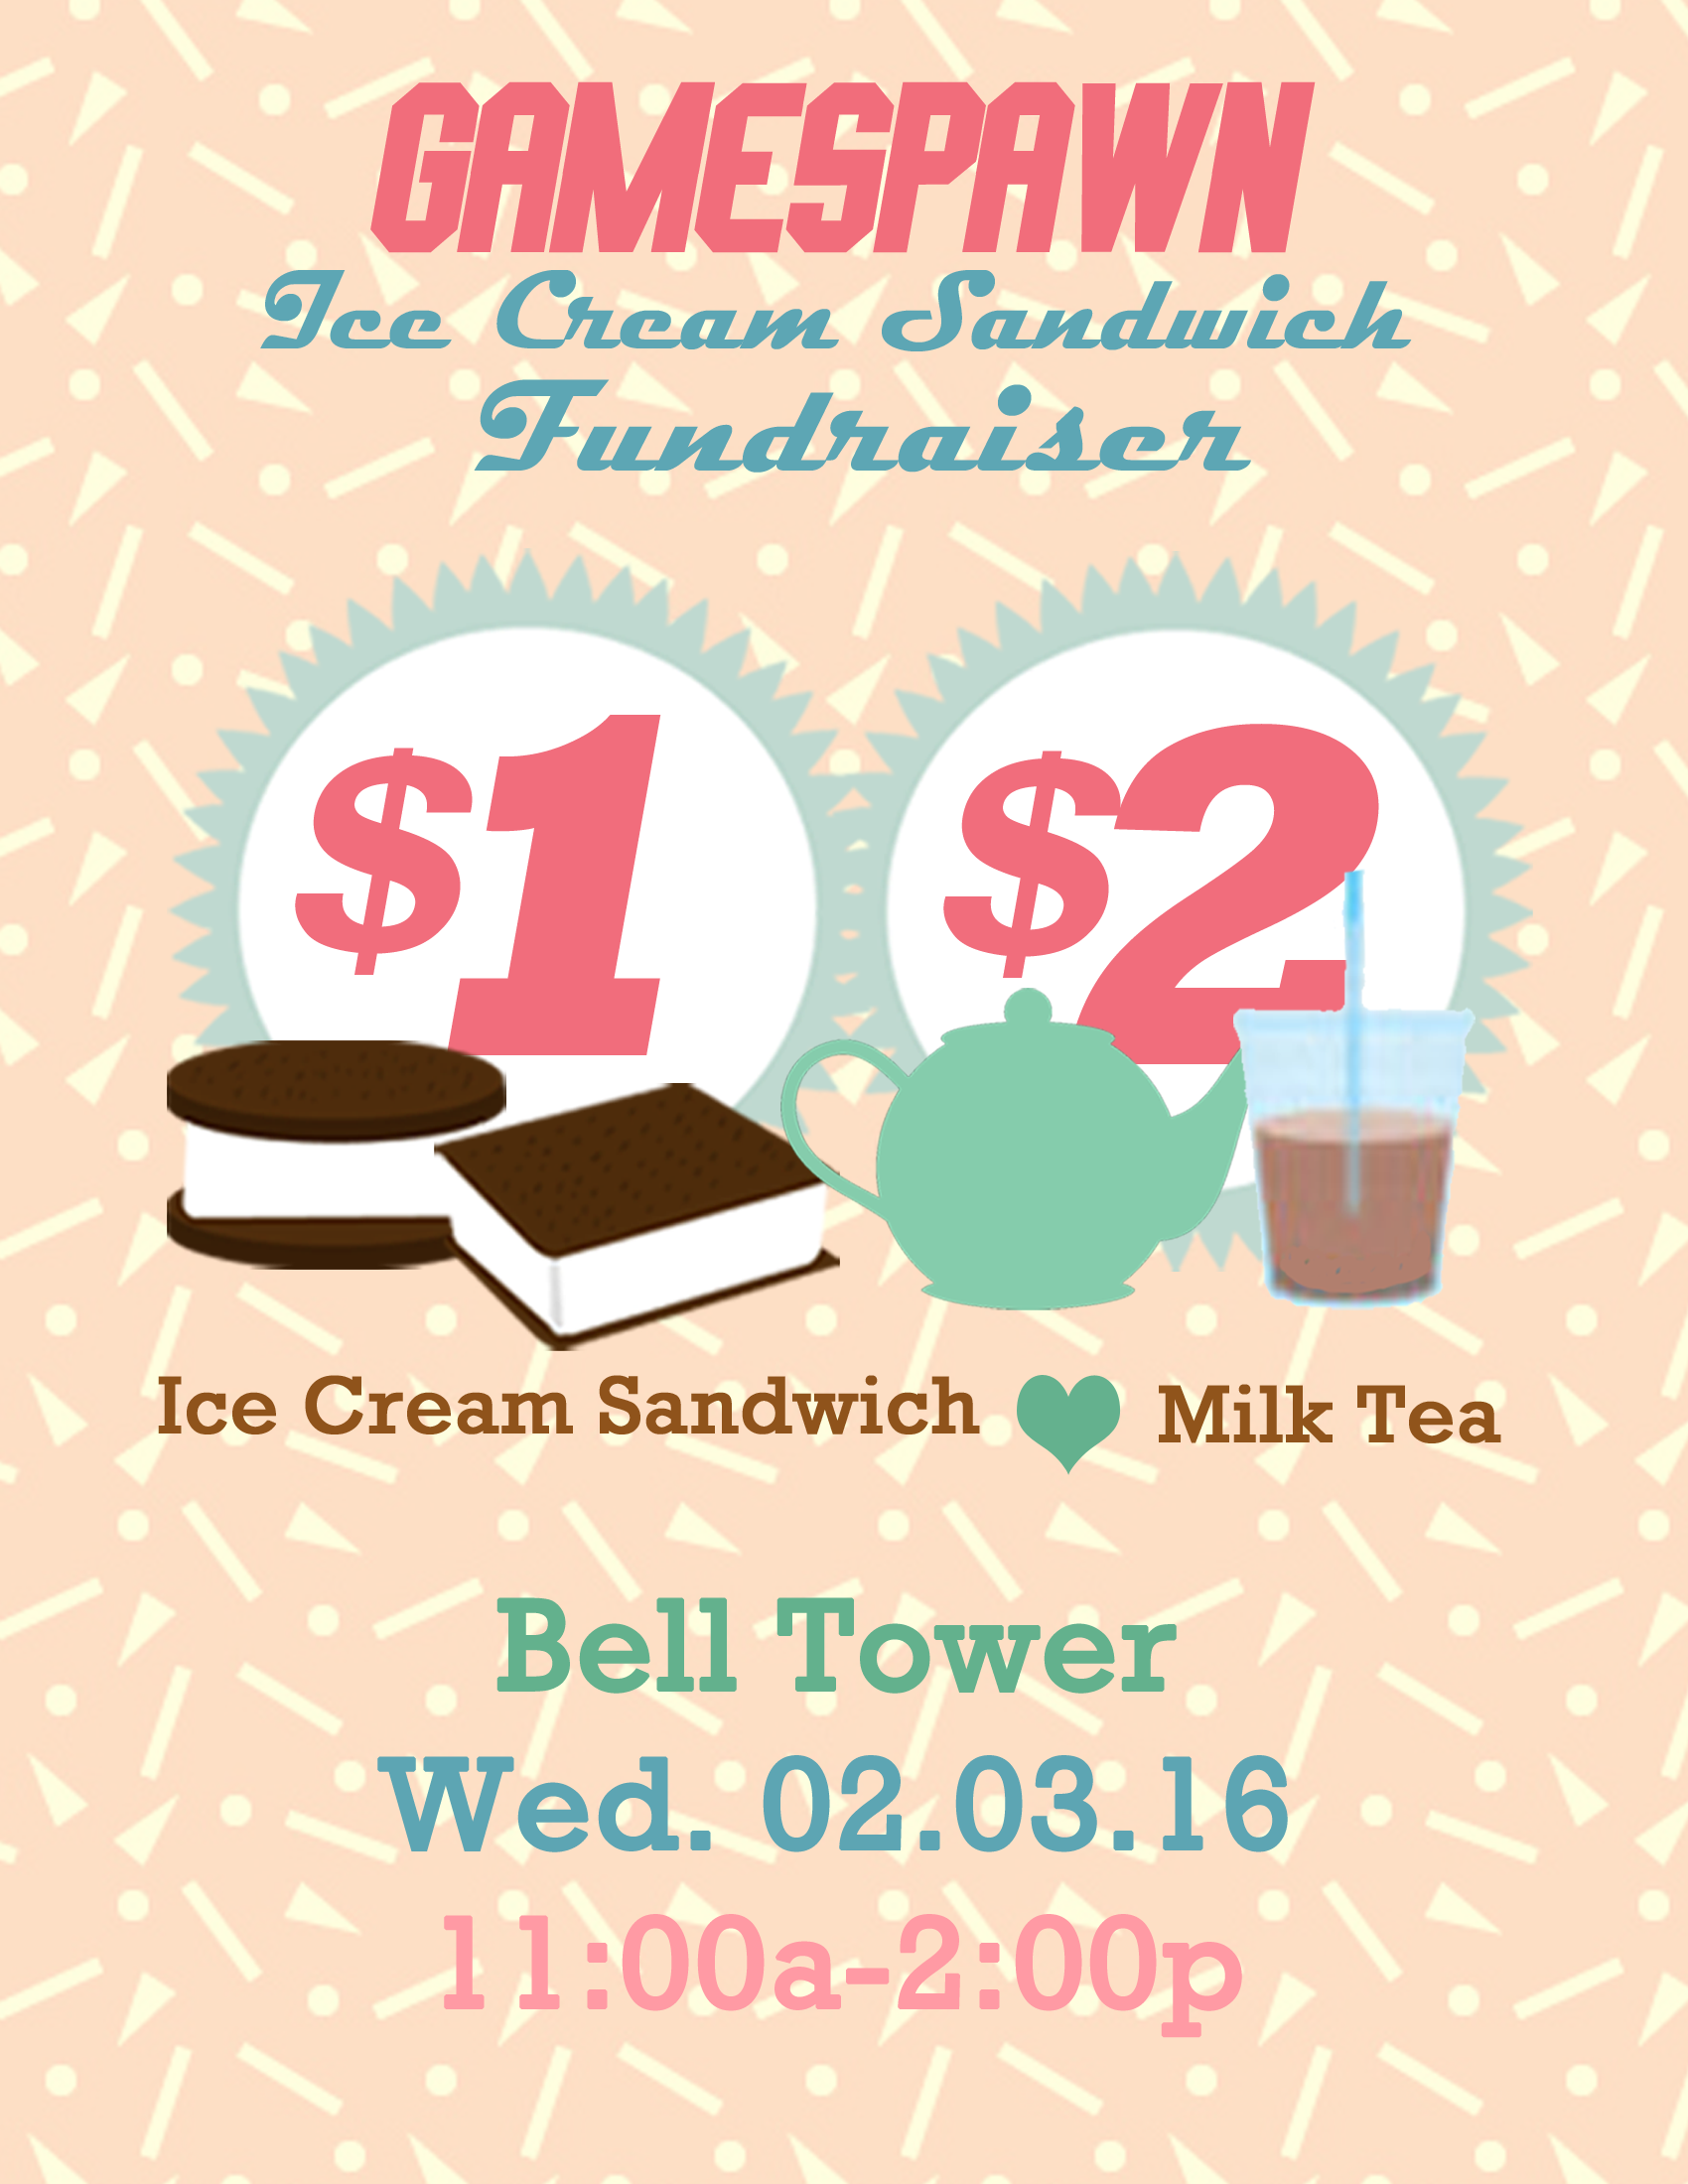 GAMESPAWN
Ice Cream Sandwich
Fundraiser
$1
$2
Ice Cream Sandwich
Milk Tea
Bell Tower
Wed. 02.03.16
11:00a-2:00p